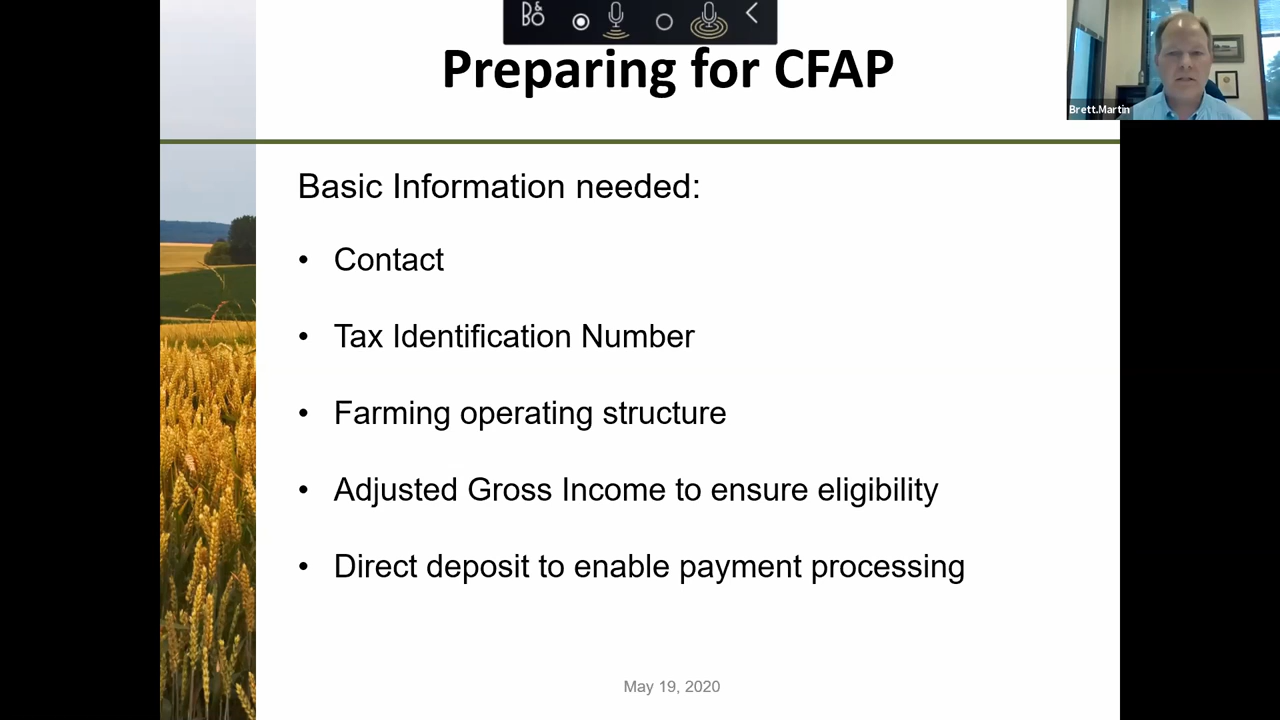 B&O
Preparing for CFAP
Brett.Martin
Basic Information needed:
• Contact
• Tax Identification Number
• Farming operating structure
• Adjusted Gross Income to ensure eligibility
• Direct deposit to enable payment processing
May 19, 2020